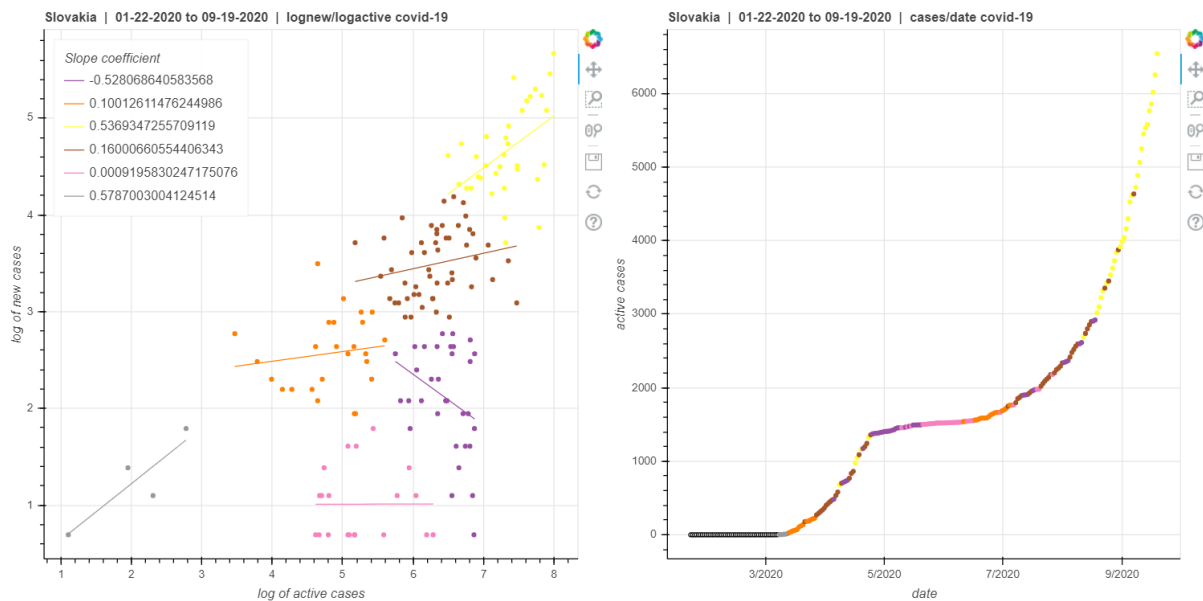 Slovakia | 01-22-2020 to 09-19-2020 | lognew/logactive covid-19
Slope coefficient
-0.528068640583568
0.10012611476244986
0.5369347255709119
0.16000660554406343
0.0009195830247175076
0.5787003004124514
5
4
3
2
1
log of new cases
1 2 3 4 5 6 7 8
log of active cases
Slovakia | 01-22-2020 to 09-19-2020 | cases/date covid-19
6000
5000
4000
3000
2000
1000
0
active cases
3/2020 5/2020 7/2020 9/2020
date